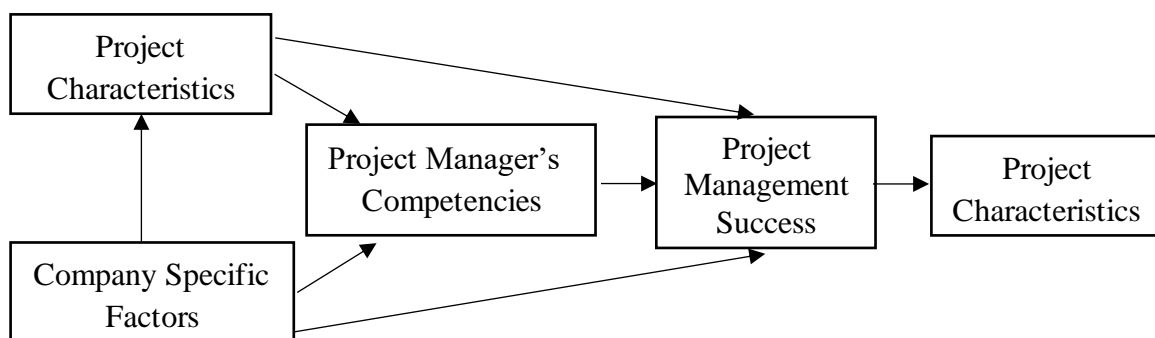 Project
Characteristics
Project Manager’s
Competencies
Project
Management
Success
Project
Characteristics
Company Specific
Factors